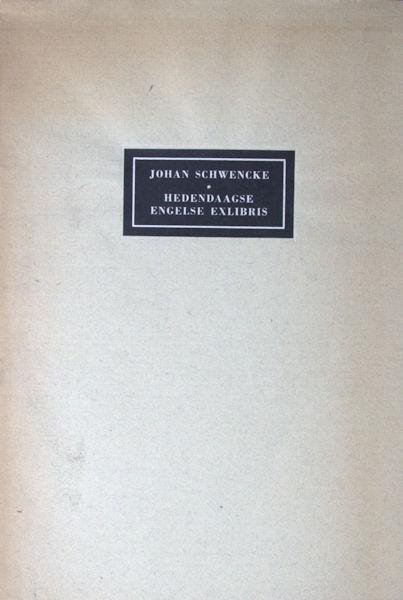 JOHAN SCHWENCKE
*
HEDENDAAGSE
ENGELSE EXLIBRIS